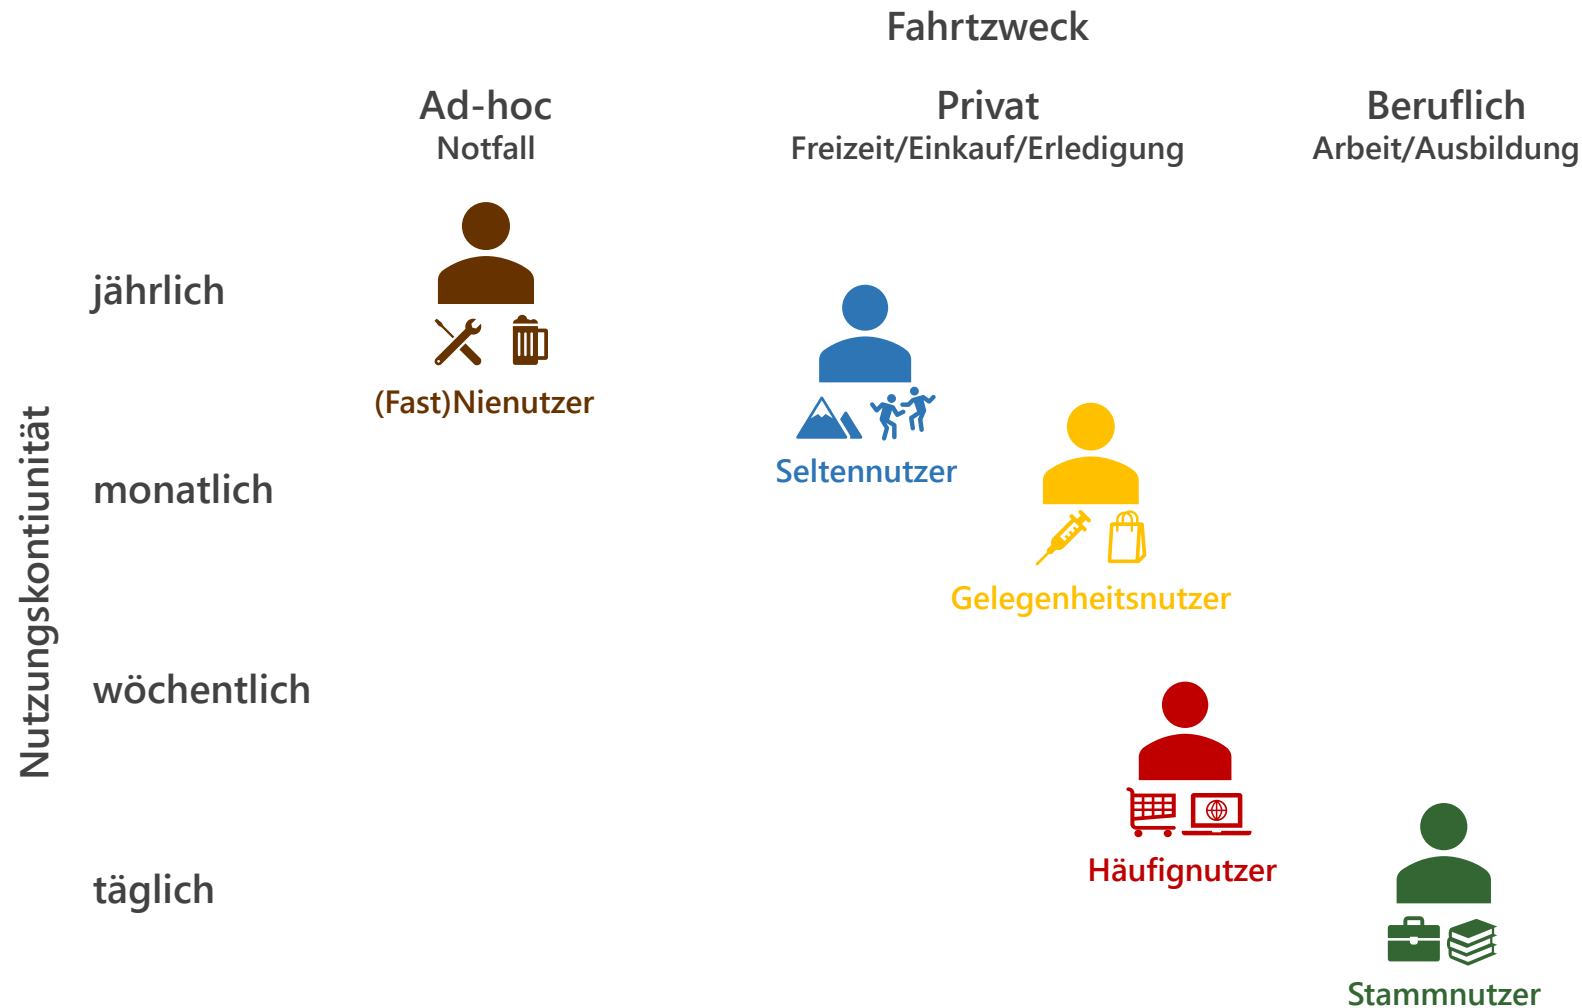 Fahrtzweck
Ad-hoc
Notfall
Privat
Freizeit/Einkauf/Erledigung
Beruflich
Arbeit/Ausbildung
Nutzungskontiunität
jährlich
(Fast)Nienutzer
Seltennutzer
monatlich
Gelegenheitsnutzer
wöchentlich
Häufignutzer
täglich
Stammnutzer